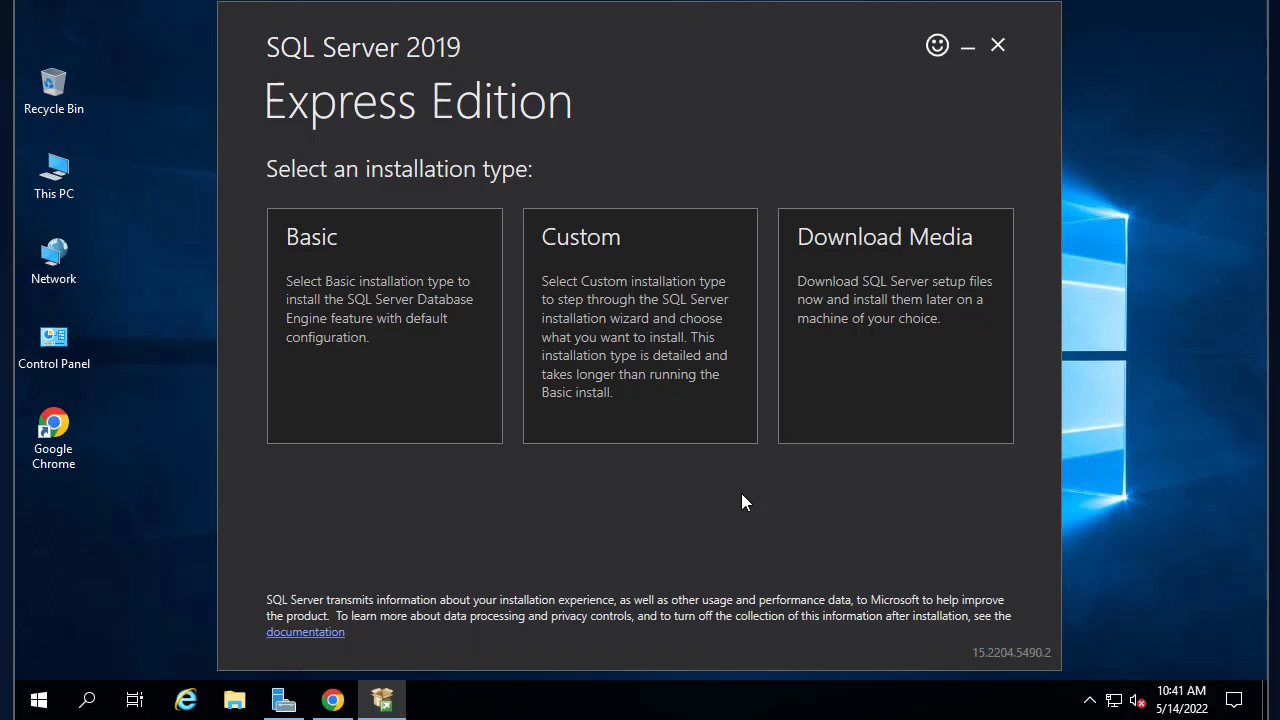 SQL Server 2019
Express Edition
Select an installation type:
Basic
Select Basic installation type to
install the SQL Server Database
Engine feature with default
configuration.
Custom
Select Custom installation type
to step through the SQL Server
installation wizard and choose
what you want to install. This
installation type is detailed and
takes longer than running the
Basic install.
Download Media
Download SQL Server setup files
now and install them later on a
machine of your choice.
SQL Server transmits information about your installation experience, as well as other usage and performance data, to Microsoft to help improve
the product. To learn more about data processing and privacy controls, and to turn off the collection of this information after installation, see the
documentation
15.2204.5490.2
Recycle Bin
This PC
Network
Control Panel
Google
Chrome
10:41 AM
5/14/2022